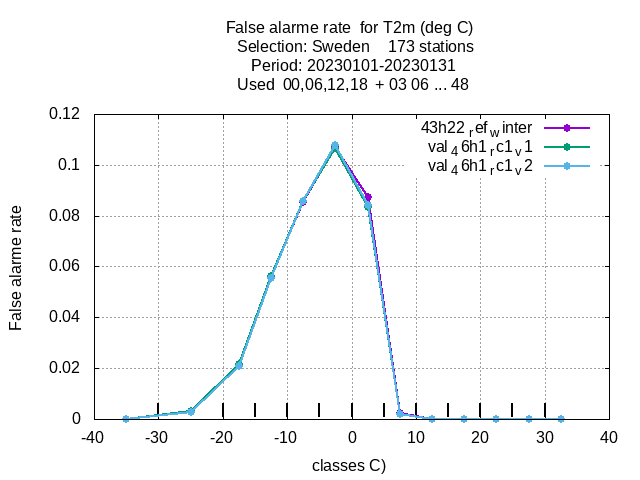 False alarme rate for T2m (deg C)
Selection: Sweden 173 stations
Period: 20230101-20230131
Used 00,06,12,18 + 03 06 ... 48
43h22ref_winter
val_46h1_rc1_v1
val_46h1_rc1_v2
0.12
0.1
0.08
0.06
0.04
0.02
0
False alarme rate
-40 -30 -20 -10 0 10 20 30 40
classes C)